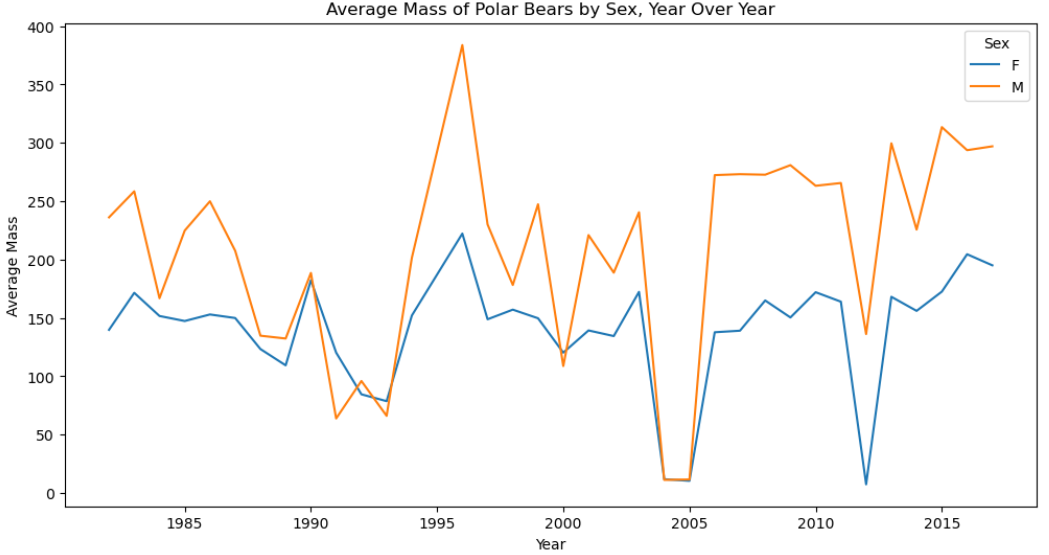 Average Mass of Polar Bears by Sex, Year Over Year
Sex
F
M
Average Mass
400
350
300
250
200
150
100
50
0
1985 1990 1995 2000 2005 2010 2015
Year